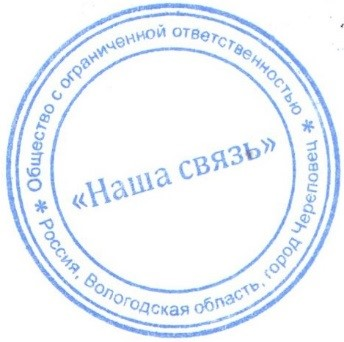 * Общество с ограниченной ответственностью *
«Наша связь»
Россия, Вологодская область, город Череповец